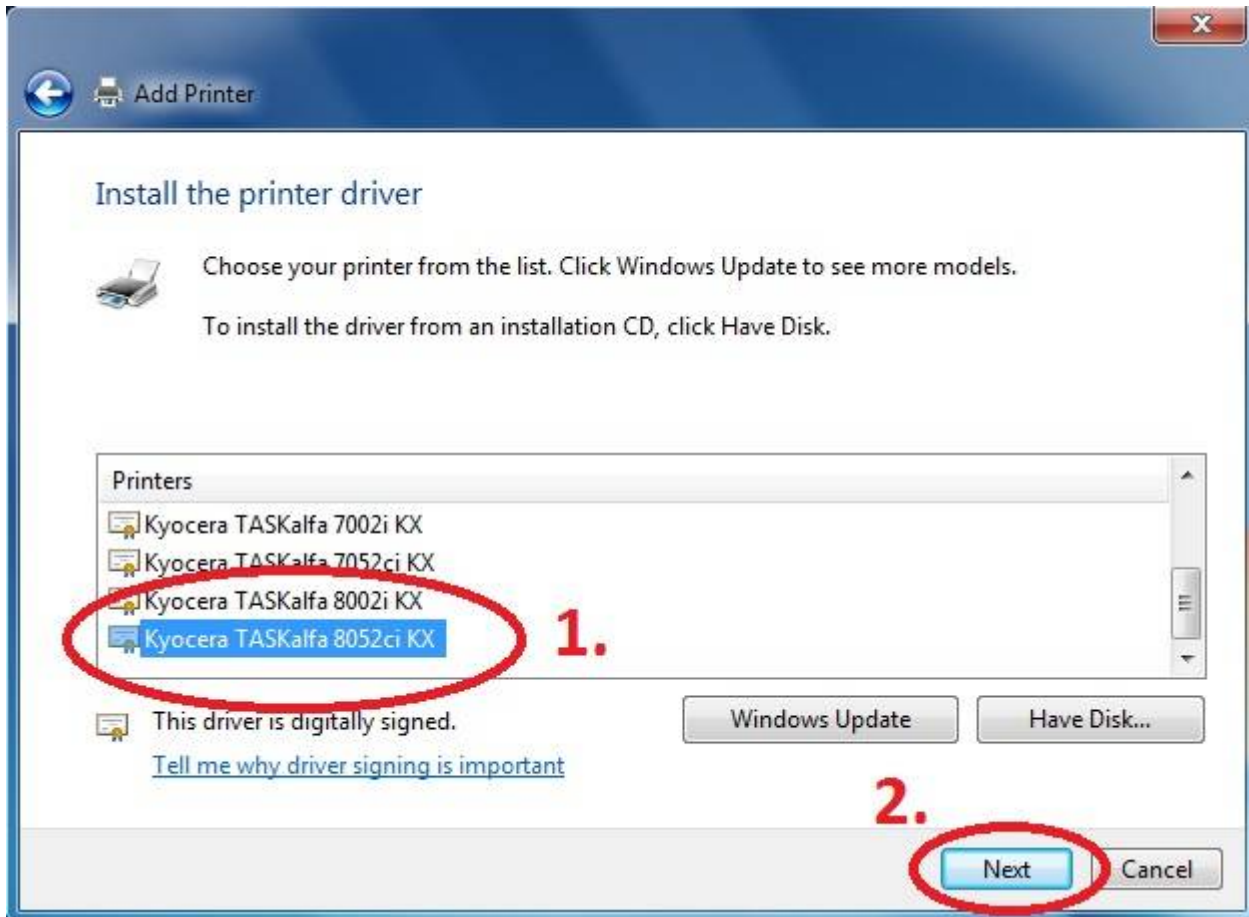 Add Printer
Install the printer driver
Choose your printer from the list. Click Windows Update to see more models.
To install the driver from an installation CD, click Have Disk.
Printers
Kyocera TASKalfa 7002i KX
Kyocera TASKalfa 7052ci KX
Kyocera TASKalfa 8002i KX
Kyocera TASKalfa 8052ci KX
1.
This driver is digitally signed.
Windows Update
Have Disk...
Tell me why driver signing is important
2.
Next
Cancel